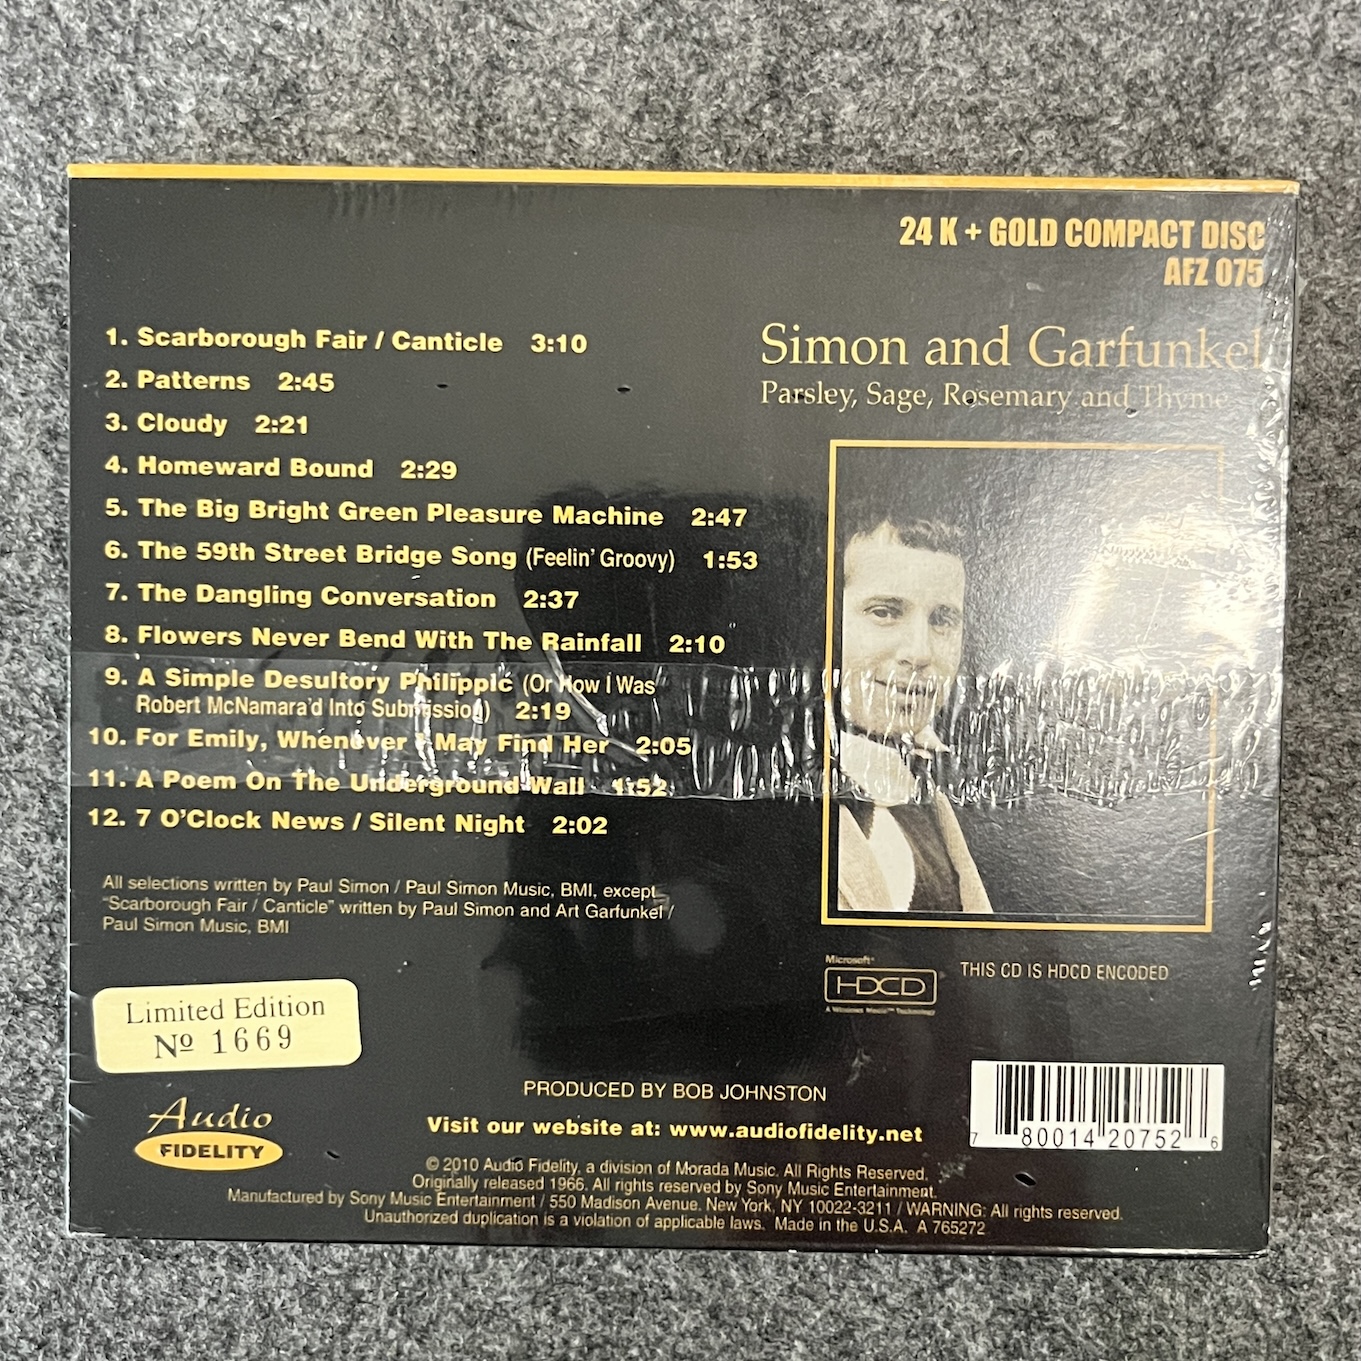 24 K + GOLD COMPACT DISC
AFZ 075
Simon and Garfunkel
Parsley, Sage, Rosemary and Thyme
1. Scarborough Fair / Canticle 3:10
2. Patterns 2:45
3. Cloudy 2:21
4. Homeward Bound 2:29
5. The Big Bright Green Pleasure Machine 2:47
6. The 59th Street Bridge Song (Feelin' Groovy) 1:53
7. The Dangling Conversation 2:37
8. Flowers Never Bend With The Rainfall 2:10
9. A Simple Desultory Philippic (Or How I Was
Robert McNamara'd Into Submission) 2:19
10. For Emily, Whenever I May Find Her 2:05
11. A Poem On The Underground Wall 1:52
12. 7 O'Clock News / Silent Night 2:02
All selections written by Paul Simon / Paul Simon Music, BMI, except
"Scarborough Fair / Canticle" written by Paul Simon and Art Garfunkel /
Paul Simon Music, BMI
Microsoft®
HDCD
A Windows Media™ Technology
THIS CD IS HDCD ENCODED
Limited Edition
Nº 1669
Audio
FIDELITY
PRODUCED BY BOB JOHNSTON
Visit our website at: www.audiofidelity.net
7 80014 20752 6
© 2010 Audio Fidelity, a division of Morada Music. All Rights Reserved.
Originally released 1966. All rights reserved by Sony Music Entertainment.
Manufactured by Sony Music Entertainment / 550 Madison Avenue. New York, NY 10022-3211 / WARNING: All rights reserved.
Unauthorized duplication is a violation of applicable laws. Made in the U.S.A. A 765272